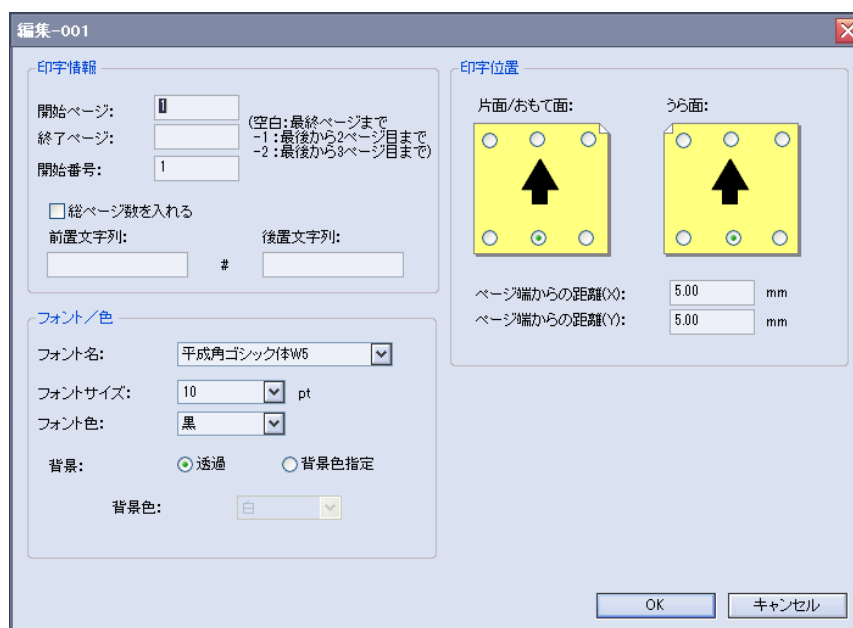 編集-001
印字情報
開始ページ: 1
終了ページ:
(空白:最終ページまで
-1:最後から2ページ目まで
-2:最後から3ページ目まで)
開始番号: 1
総ページ数を入れる
前置文字列: 後置文字列:
#
フォント／色
フォント名: 平成角ゴシック体W5
フォントサイズ: 10 pt
フォント色: 黒
背景: 透過 背景色指定
背景色: 白
印字位置
片面/おもて面: うら面:
ページ端からの距離(X): 5.00 mm
ページ端からの距離(Y): 5.00 mm
OK キャンセル